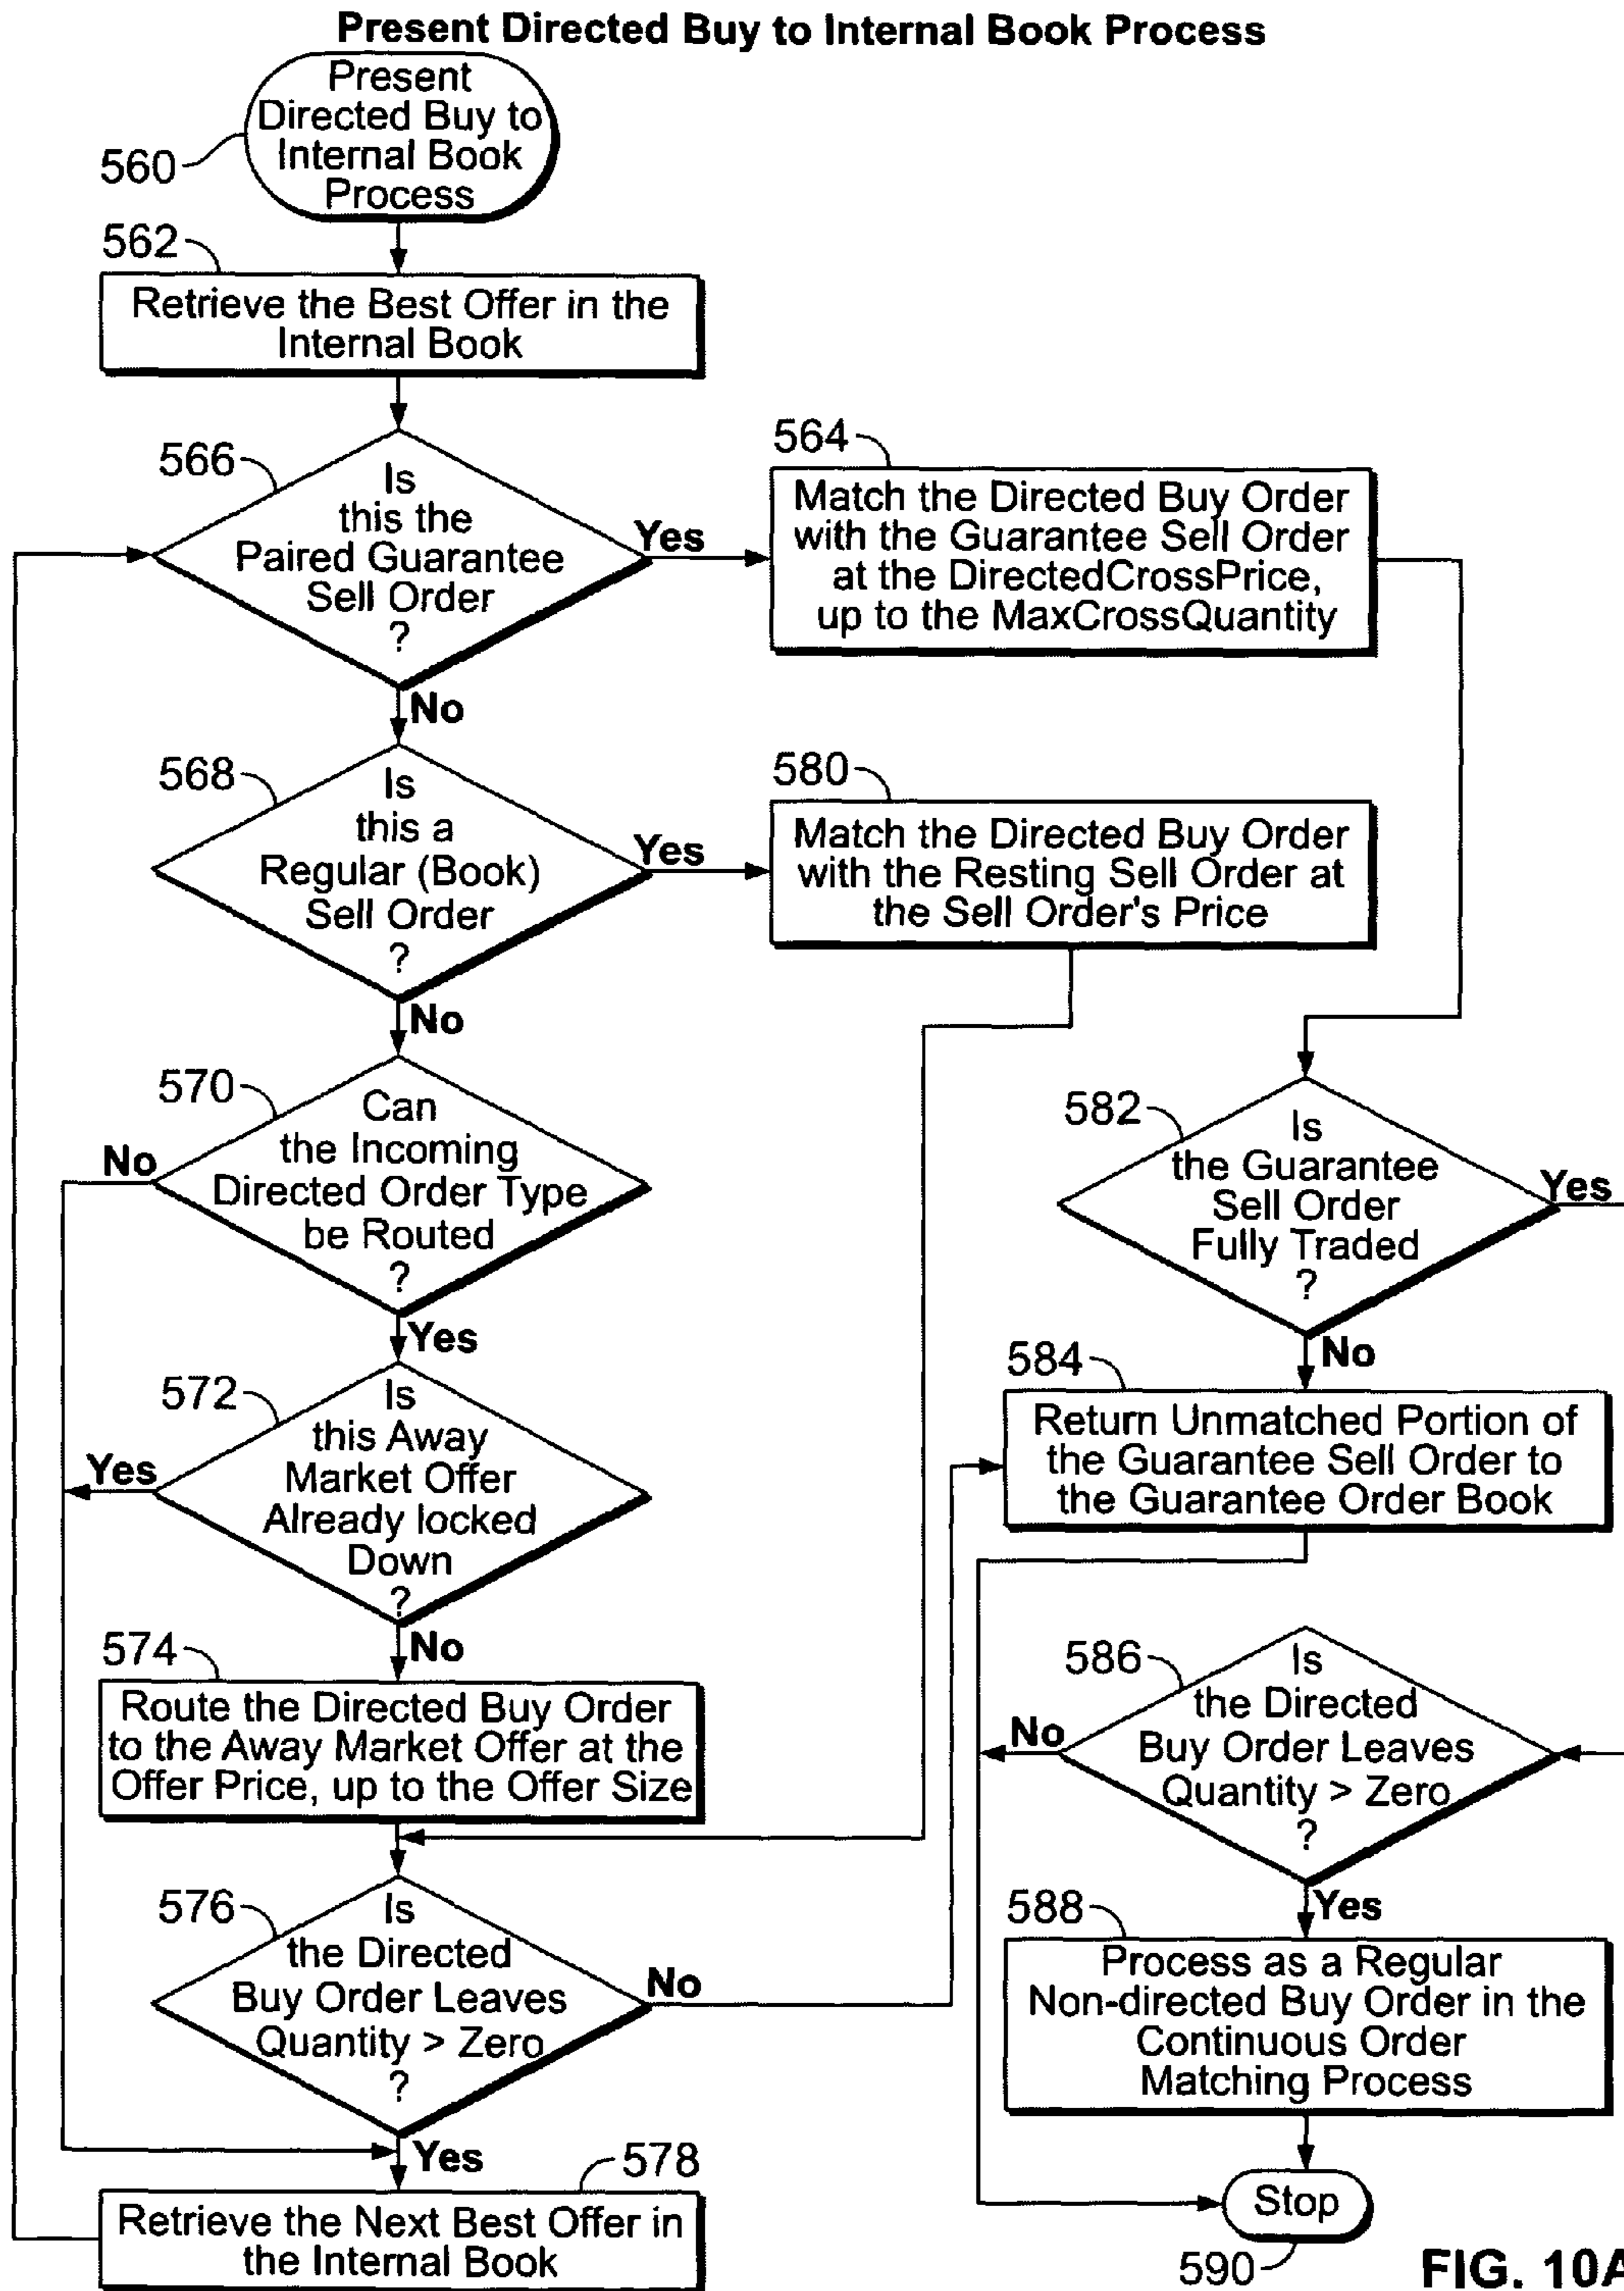 Present Directed Buy to Internal Book Process
Present
Directed Buy to
Internal Book
Process
560
562
Retrieve the Best Offer in the
Internal Book
566
Is
this the
Paired Guarantee
Sell Order
?
Yes
No
564
Match the Directed Buy Order
with the Guarantee Sell Order
at the DirectedCrossPrice,
up to the MaxCrossQuantity
568
Is
this a
Regular (Book)
Sell Order
?
Yes
No
580
Match the Directed Buy Order
with the Resting Sell Order at
the Sell Order's Price
570
Can
the Incoming
Directed Order Type
be Routed
?
No
Yes
572
Is
this Away
Market Offer
Already locked
Down
?
Yes
No
574
Route the Directed Buy Order
to the Away Market Offer at the
Offer Price, up to the Offer Size
576
Is
the Directed
Buy Order Leaves
Quantity > Zero
?
No
Yes
578
Retrieve the Next Best Offer in
the Internal Book
582
Is
the Guarantee
Sell Order
Fully Traded
?
Yes
No
584
Return Unmatched Portion of
the Guarantee Sell Order to
the Guarantee Order Book
586
Is
the Directed
Buy Order Leaves
Quantity > Zero
?
No
Yes
588
Process as a Regular
Non-directed Buy Order in the
Continuous Order
Matching Process
Stop
590
FIG. 10A